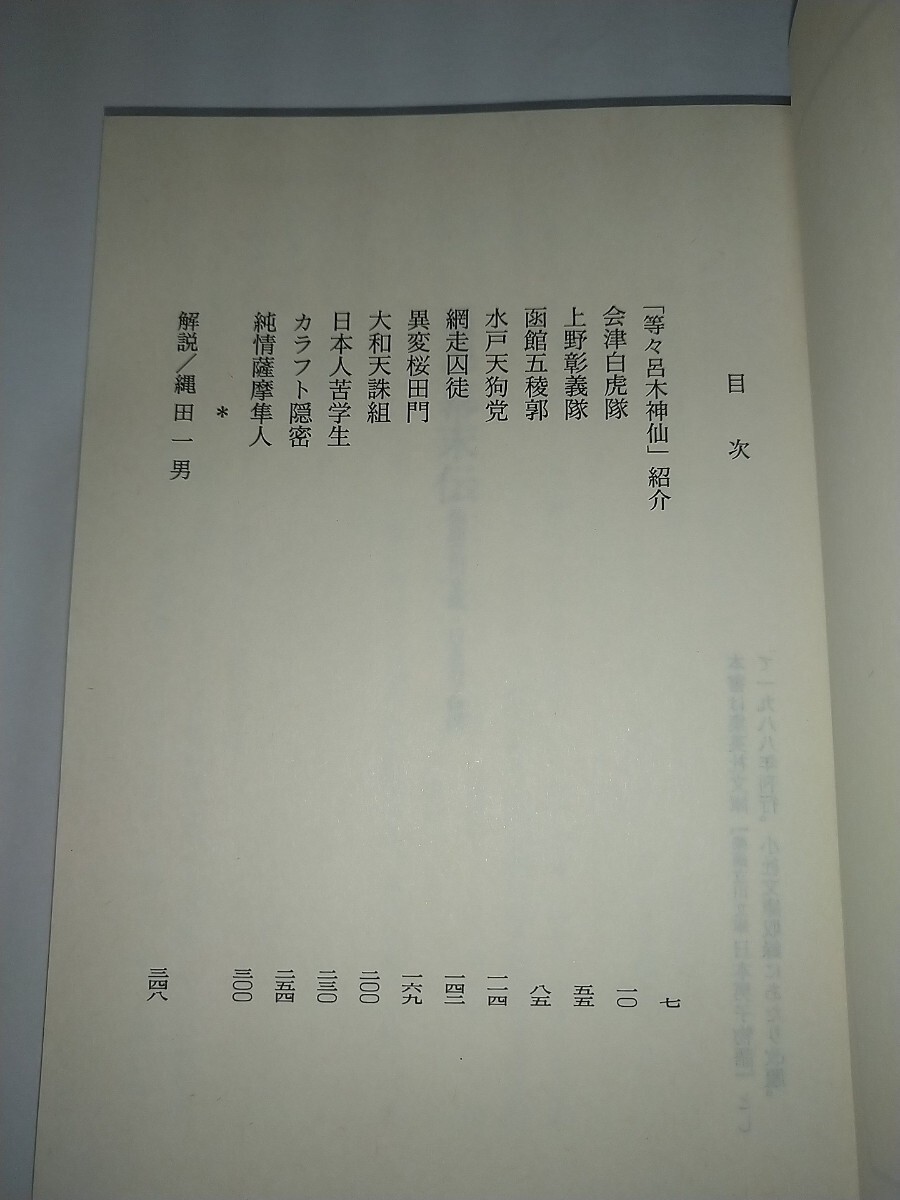 目次
「等々呂木神仙」紹介 七
会津白虎隊 一〇
上野彰義隊 五五
函館五稜郭 八五
水戸天狗党 一一四
網走囚徒 一四二
異変桜田門 一六九
大和天誅組 二〇〇
日本人苦学生 二三〇
カラフト隠密 二五四
純情薩摩隼人 三〇〇
*
解説/縄田一男 三四八